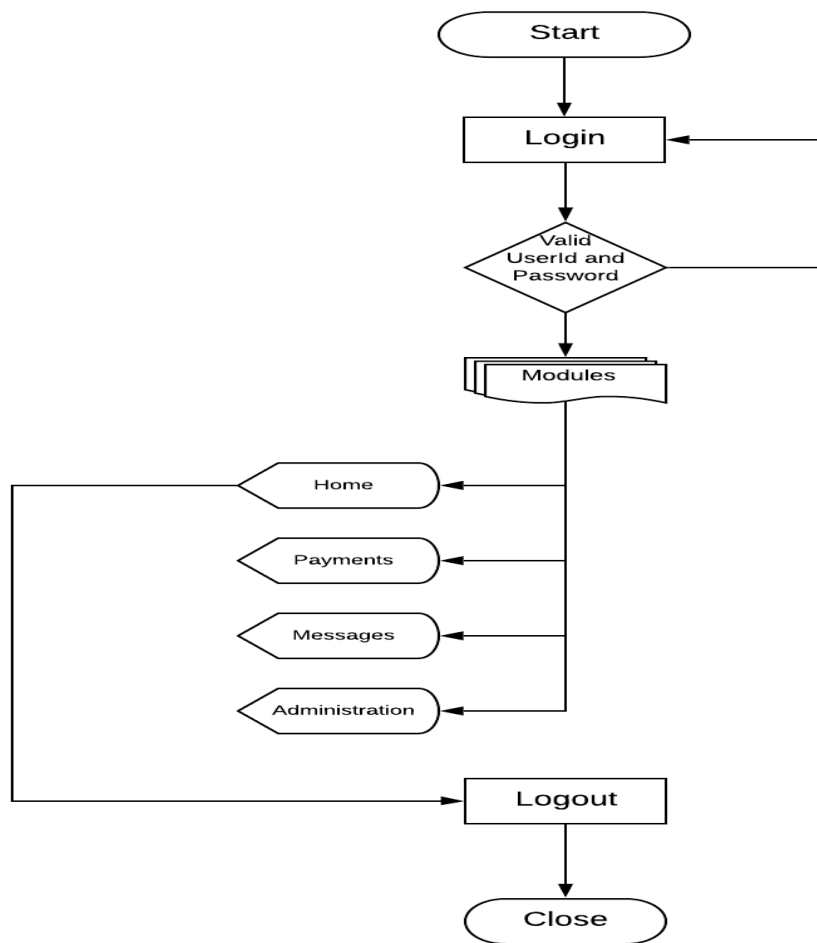 Start
Login
Valid
UserId and
Password
Modules
Home
Payments
Messages
Administration
Logout
Close